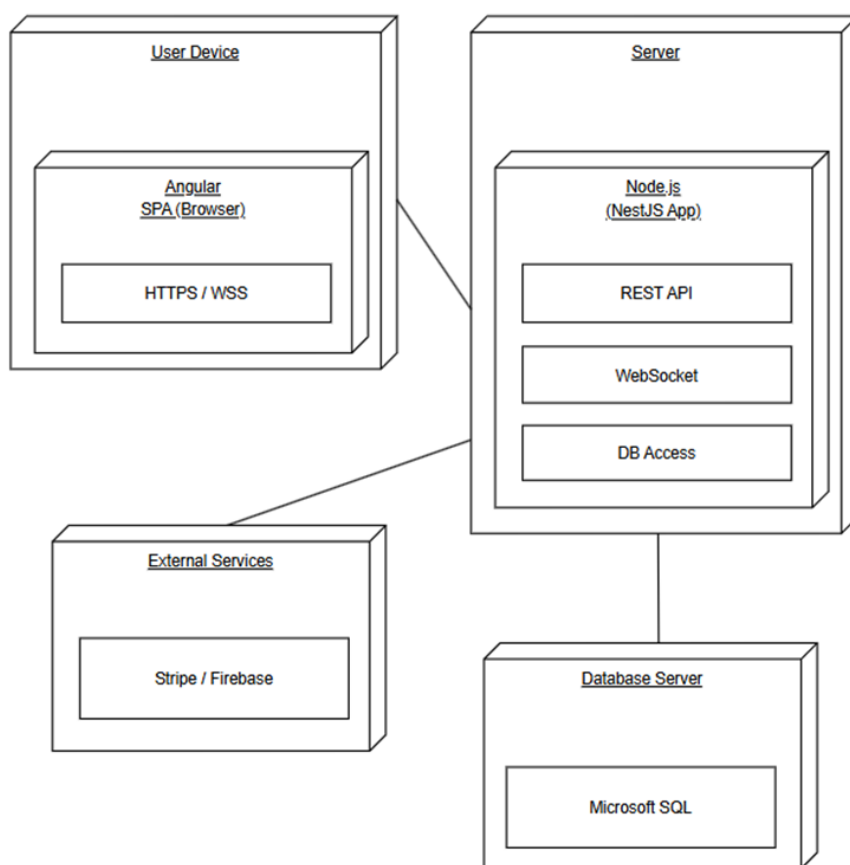 User Device
Angular
SPA (Browser)
HTTPS / WSS
Server
Node.js
(NestJS App)
REST API
WebSocket
DB Access
External Services
Stripe / Firebase
Database Server
Microsoft SQL